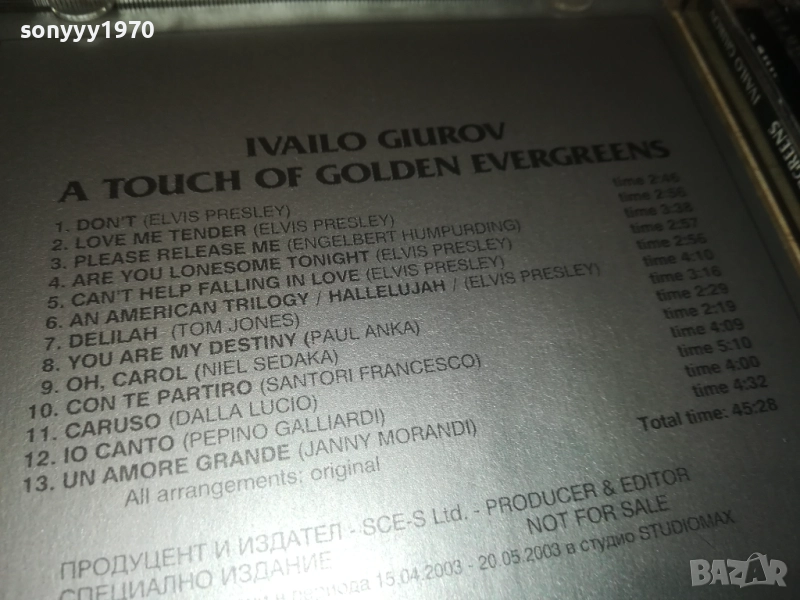 sonyyy1970
IVAILO GIUROV
A TOUCH OF GOLDEN EVERGREENS
1. DON'T (ELVIS PRESLEY) time 2:46
2. LOVE ME TENDER (ELVIS PRESLEY) time 2:56
3. PLEASE RELEASE ME (ENGELBERT HUMPURDING) time 3:38
4. ARE YOU LONESOME TONIGHT (ELVIS PRESLEY) time 2:57
5. CAN'T HELP FALLING IN LOVE (ELVIS PRESLEY) time 2:56
6. AN AMERICAN TRILOGY / HALLELUJAH / (ELVIS PRESLEY) time 4:10
7. DELILAH (TOM JONES) time 3:16
8. YOU ARE MY DESTINY (PAUL ANKA) time 2:29
9. OH, CAROL (NIEL SEDAKA) time 2:19
10. CON TE PARTIRO (SANTORI FRANCESCO) time 4:09
11. CARUSO (DALLA LUCIO) time 5:10
12. IO CANTO (PEPINO GALLIARDI) time 4:00
13. UN AMORE GRANDE (JANNY MORANDI) time 4:32
All arrangements: original
Total time: 45:28
ПРОДУЦЕНТ И ИЗДАТЕЛ - SCE-S Ltd. - PRODUCER & EDITOR
СПЕЦИАЛНО ИЗДАНИЕ NOT FOR SALE
периода 15.04.2003 - 20.05.2003 в студио STUDIOMAX
IVAILO GIUROV
GREENS
BAZAR